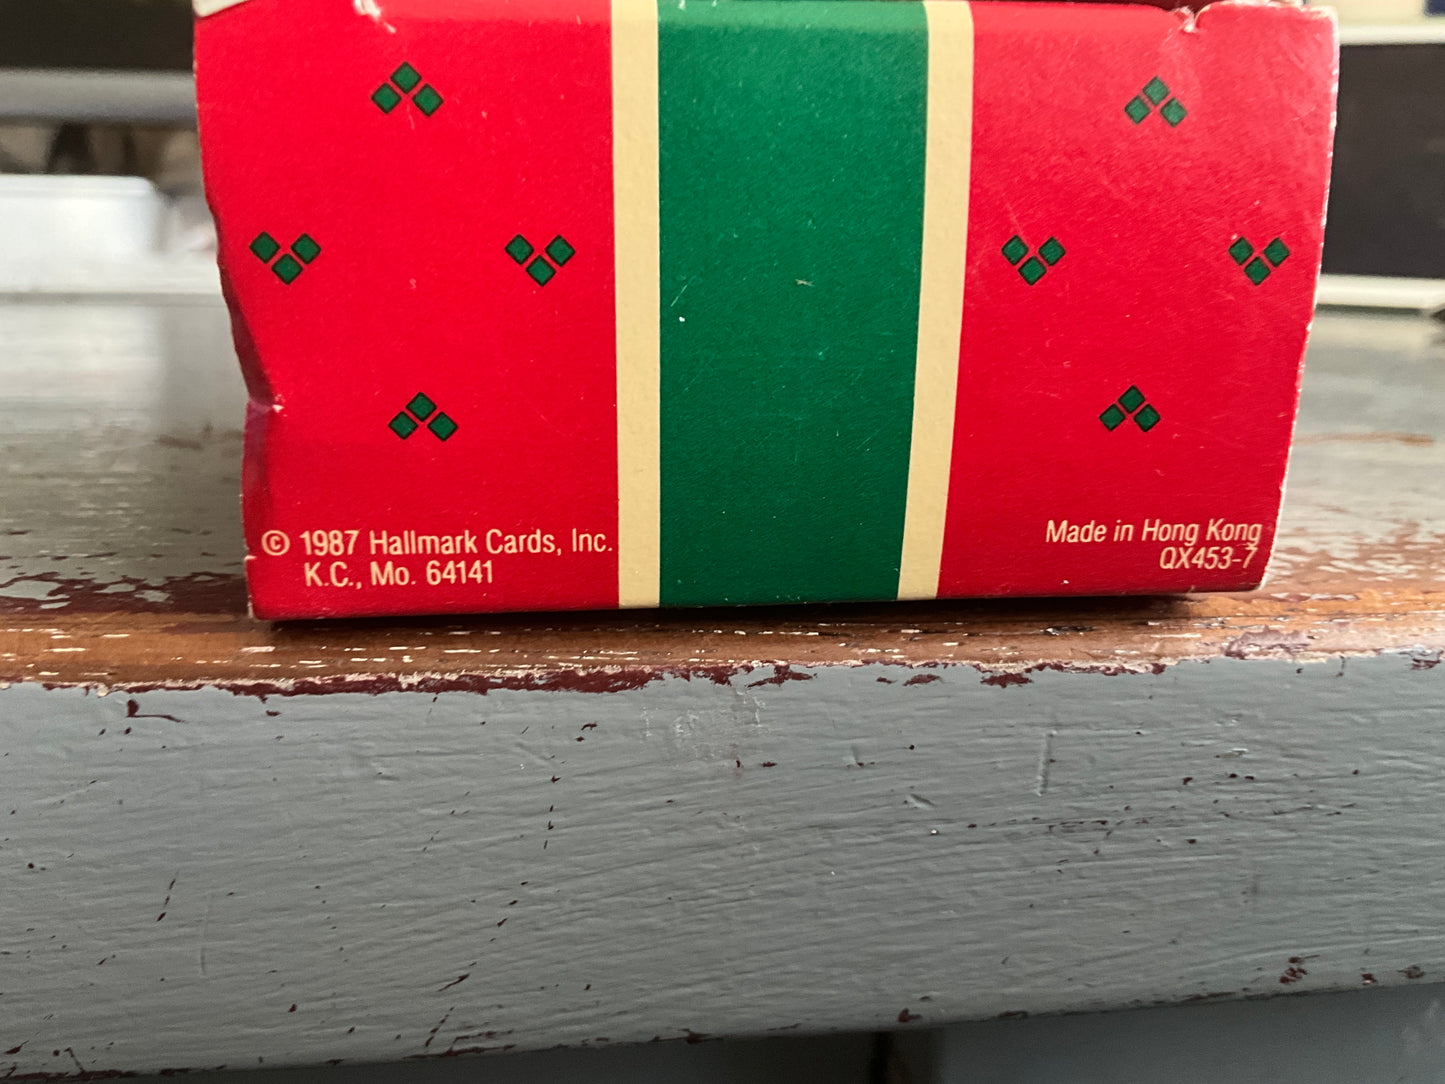 © 1987 Hallmark Cards, Inc.
K.C., Mo. 64141
Made in Hong Kong
QX453-7